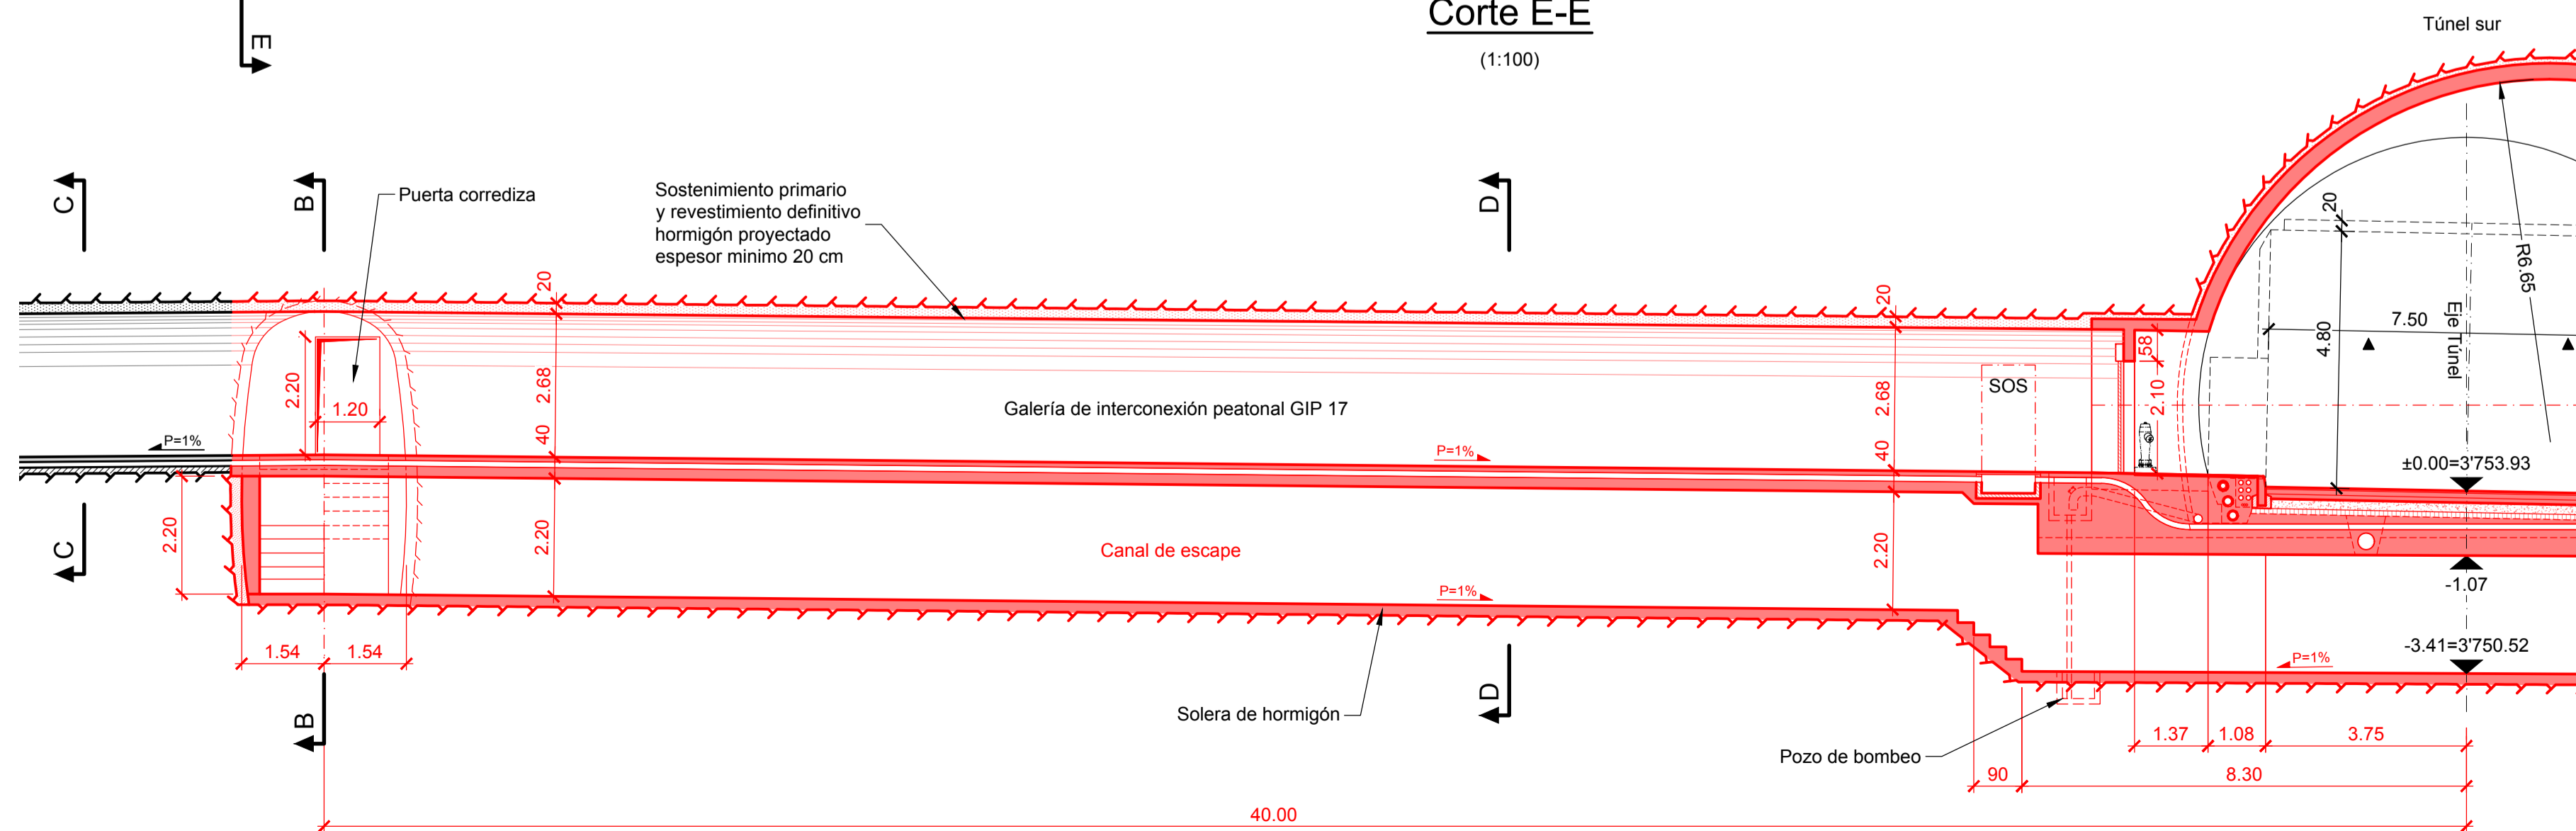 Corte E-E
(1:100)
Túnel sur
E
C
B
D
Puerta corrediza
Sostenimiento primario
y revestimiento definitivo
hormigón proyectado
espesor minimo 20 cm
20
20
20
R6.65
7.50
4.80
Eje Túnel
58
2.10
2.20
1.20
2.68
2.68
SOS
Galería de interconexión peatonal GIP 17
P=1%
40
P=1%
40
±0.00=3'753.93
2.20
2.20
Canal de escape
2.20
-1.07
C
P=1%
1.54
1.54
P=1%
-3.41=3'750.52
B
Solera de hormigón
D
Pozo de bombeo
1.37
1.08
3.75
90
8.30
40.00